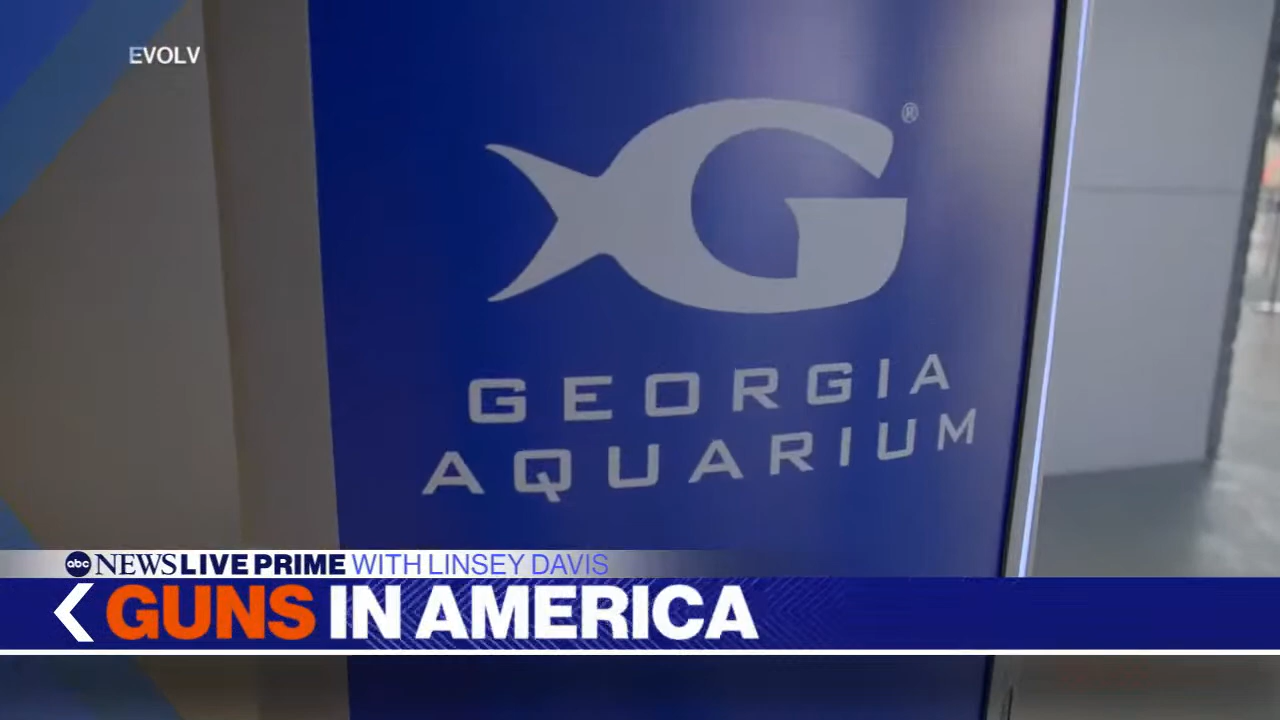 EVOLV
G®
GEORGIA
AQUARIUM
abc NEWS LIVE PRIME WITH LINSEY DAVIS
GUNS IN AMERICA